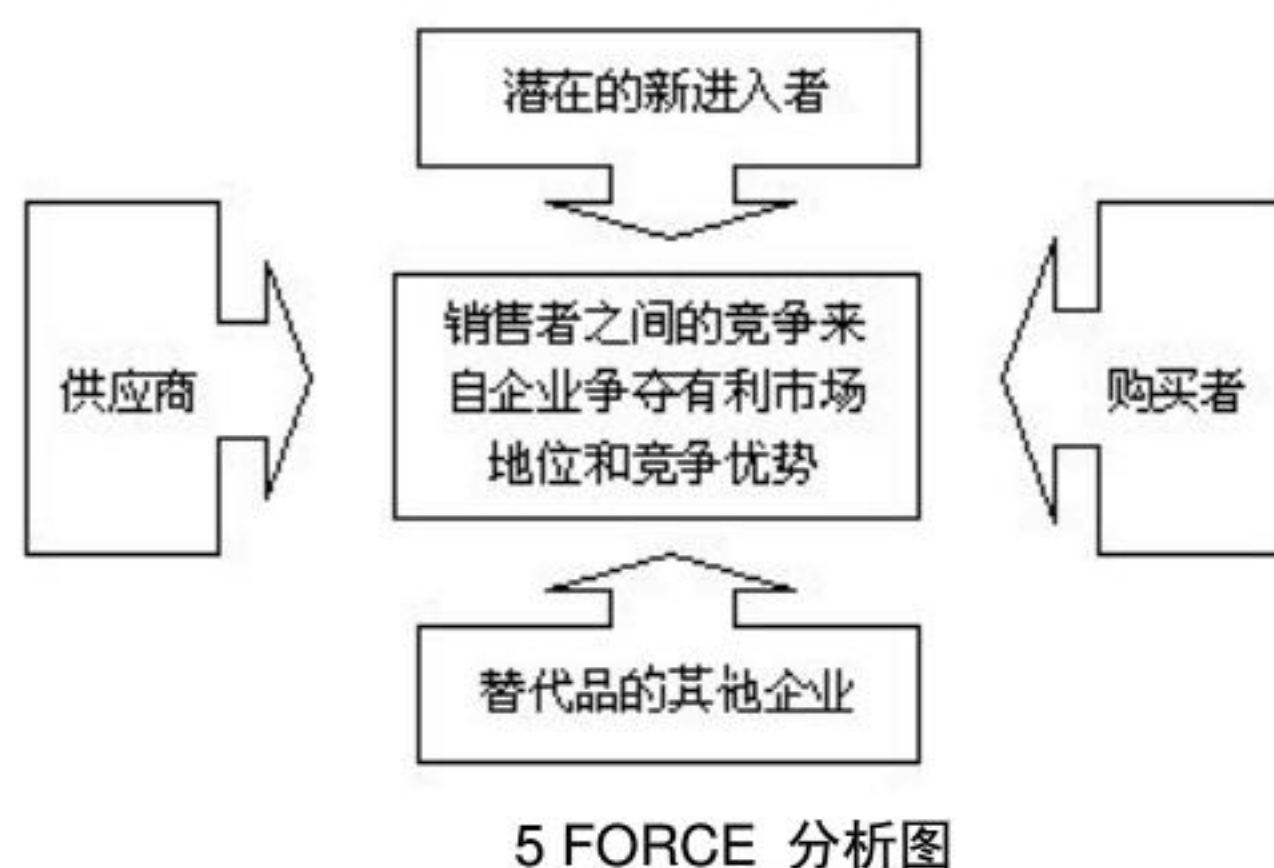 潜在的新进入者
供应商
销售者之间的竞争来
自企业争夺有利市场
地位和竞争优势
购买者
替代品的其他企业
5 FORCE 分析图